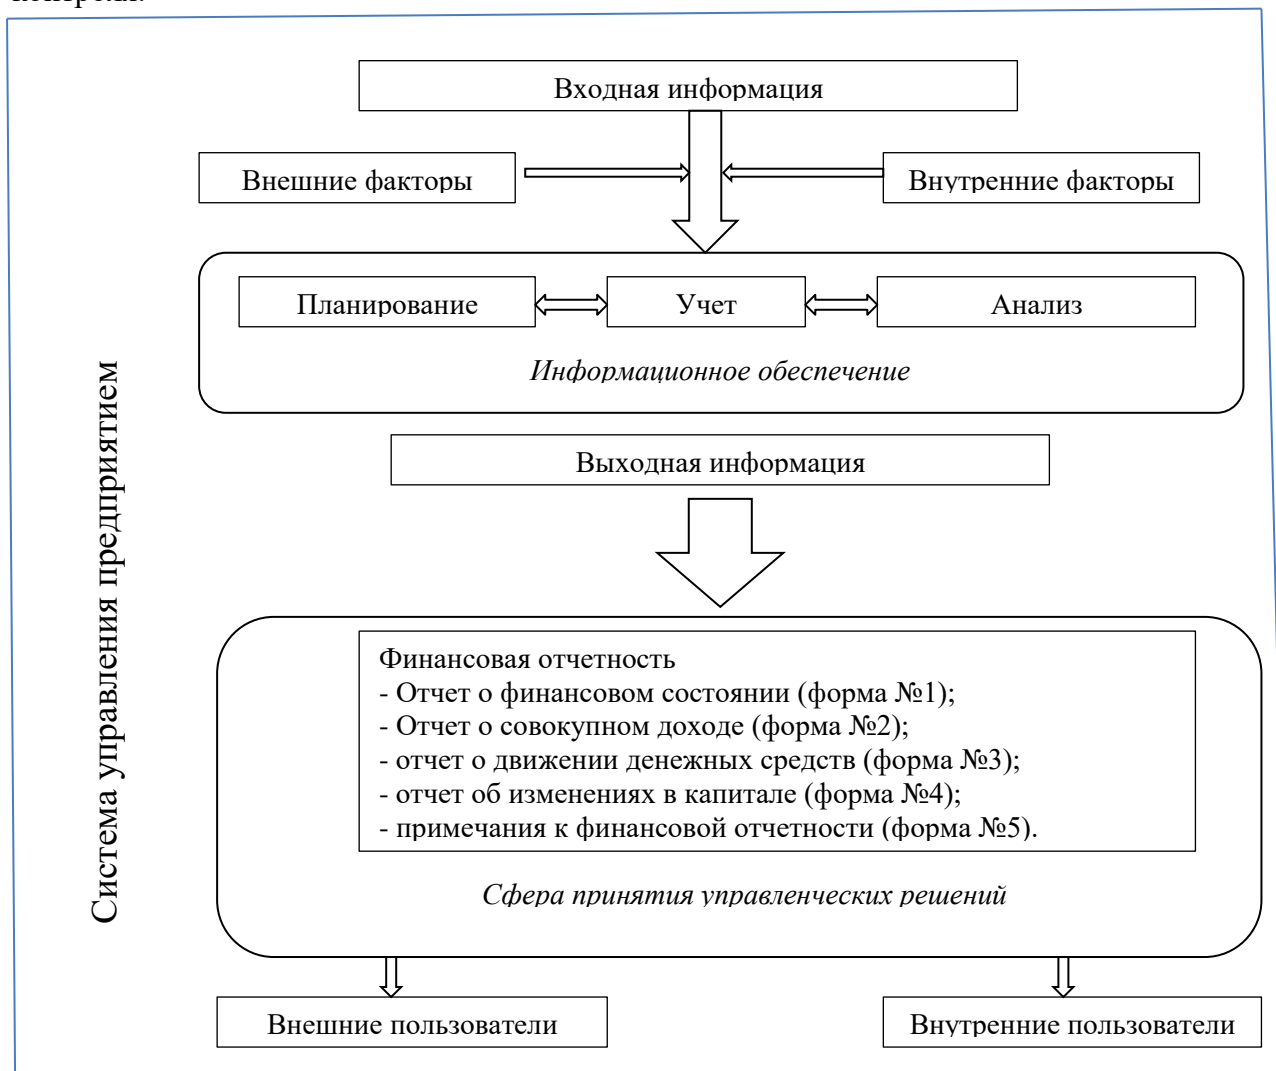 контроля.
Входная информация
Внешние факторы
Внутренние факторы
Планирование
Учет
Анализ
Информационное обеспечение
Выходная информация
Система управления предприятием
Финансовая отчетность
- Отчет о финансовом состоянии (форма №1);
- Отчет о совокупном доходе (форма №2);
- отчет о движении денежных средств (форма №3);
- отчет об изменениях в капитале (форма №4);
- примечания к финансовой отчетности (форма №5).
Сфера принятия управленческих решений
Внешние пользователи
Внутренние пользователи